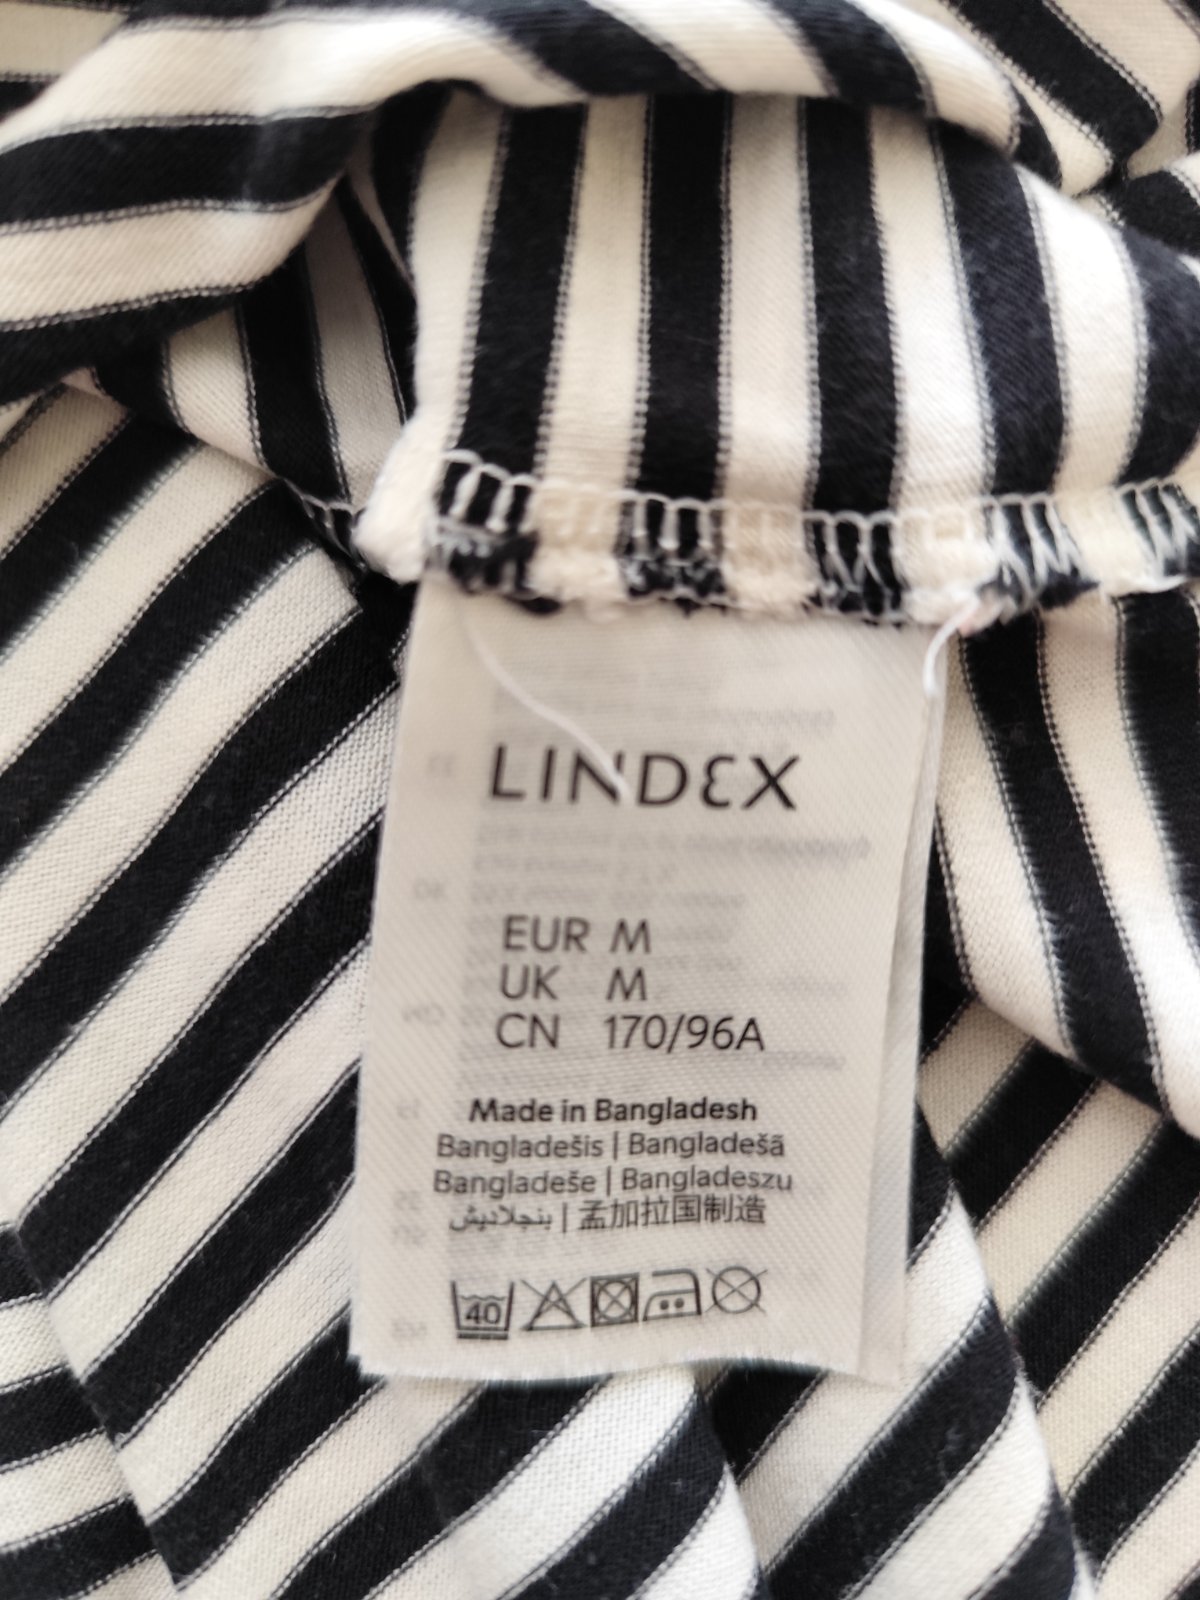 LINDEX
EUR M
UK M
CN 170/96A
Made in Bangladesh
Bangladešis | Bangladešā
Bangladeše | Bangladeszu
بنجلاديش | 孟加拉国制造
40